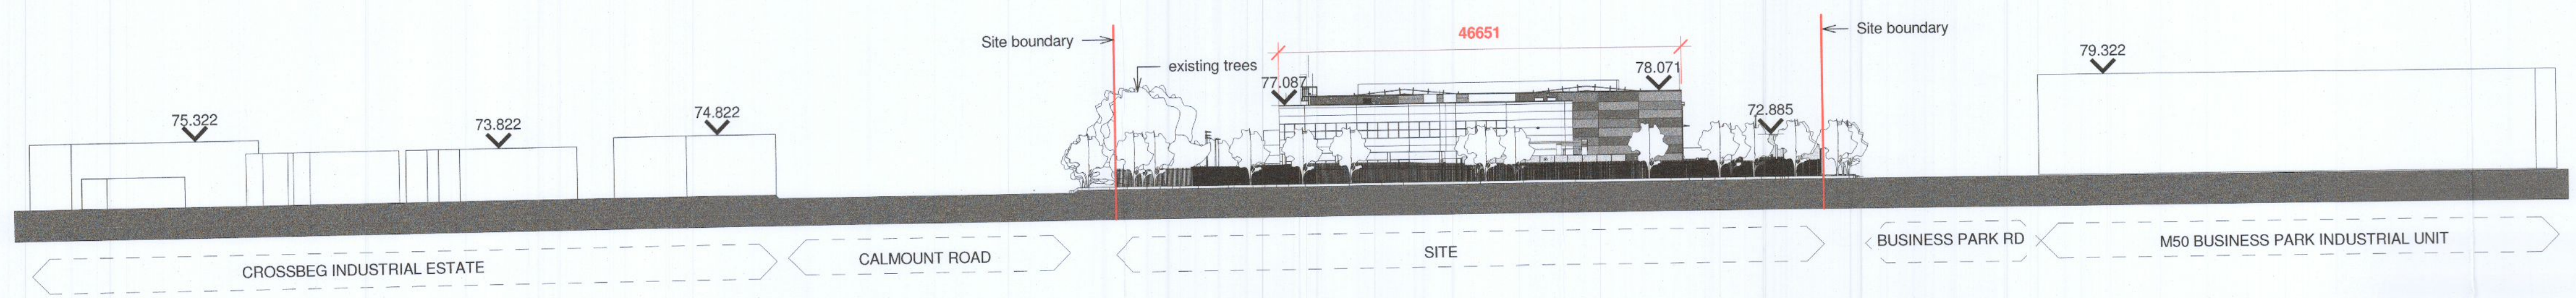 Site boundary
46651
Site boundary
existing trees
77.087
78.071
79.322
75.322
73.822
74.822
72.885
CROSSBEG INDUSTRIAL ESTATE
CALMOUNT ROAD
SITE
BUSINESS PARK RD
M50 BUSINESS PARK INDUSTRIAL UNIT